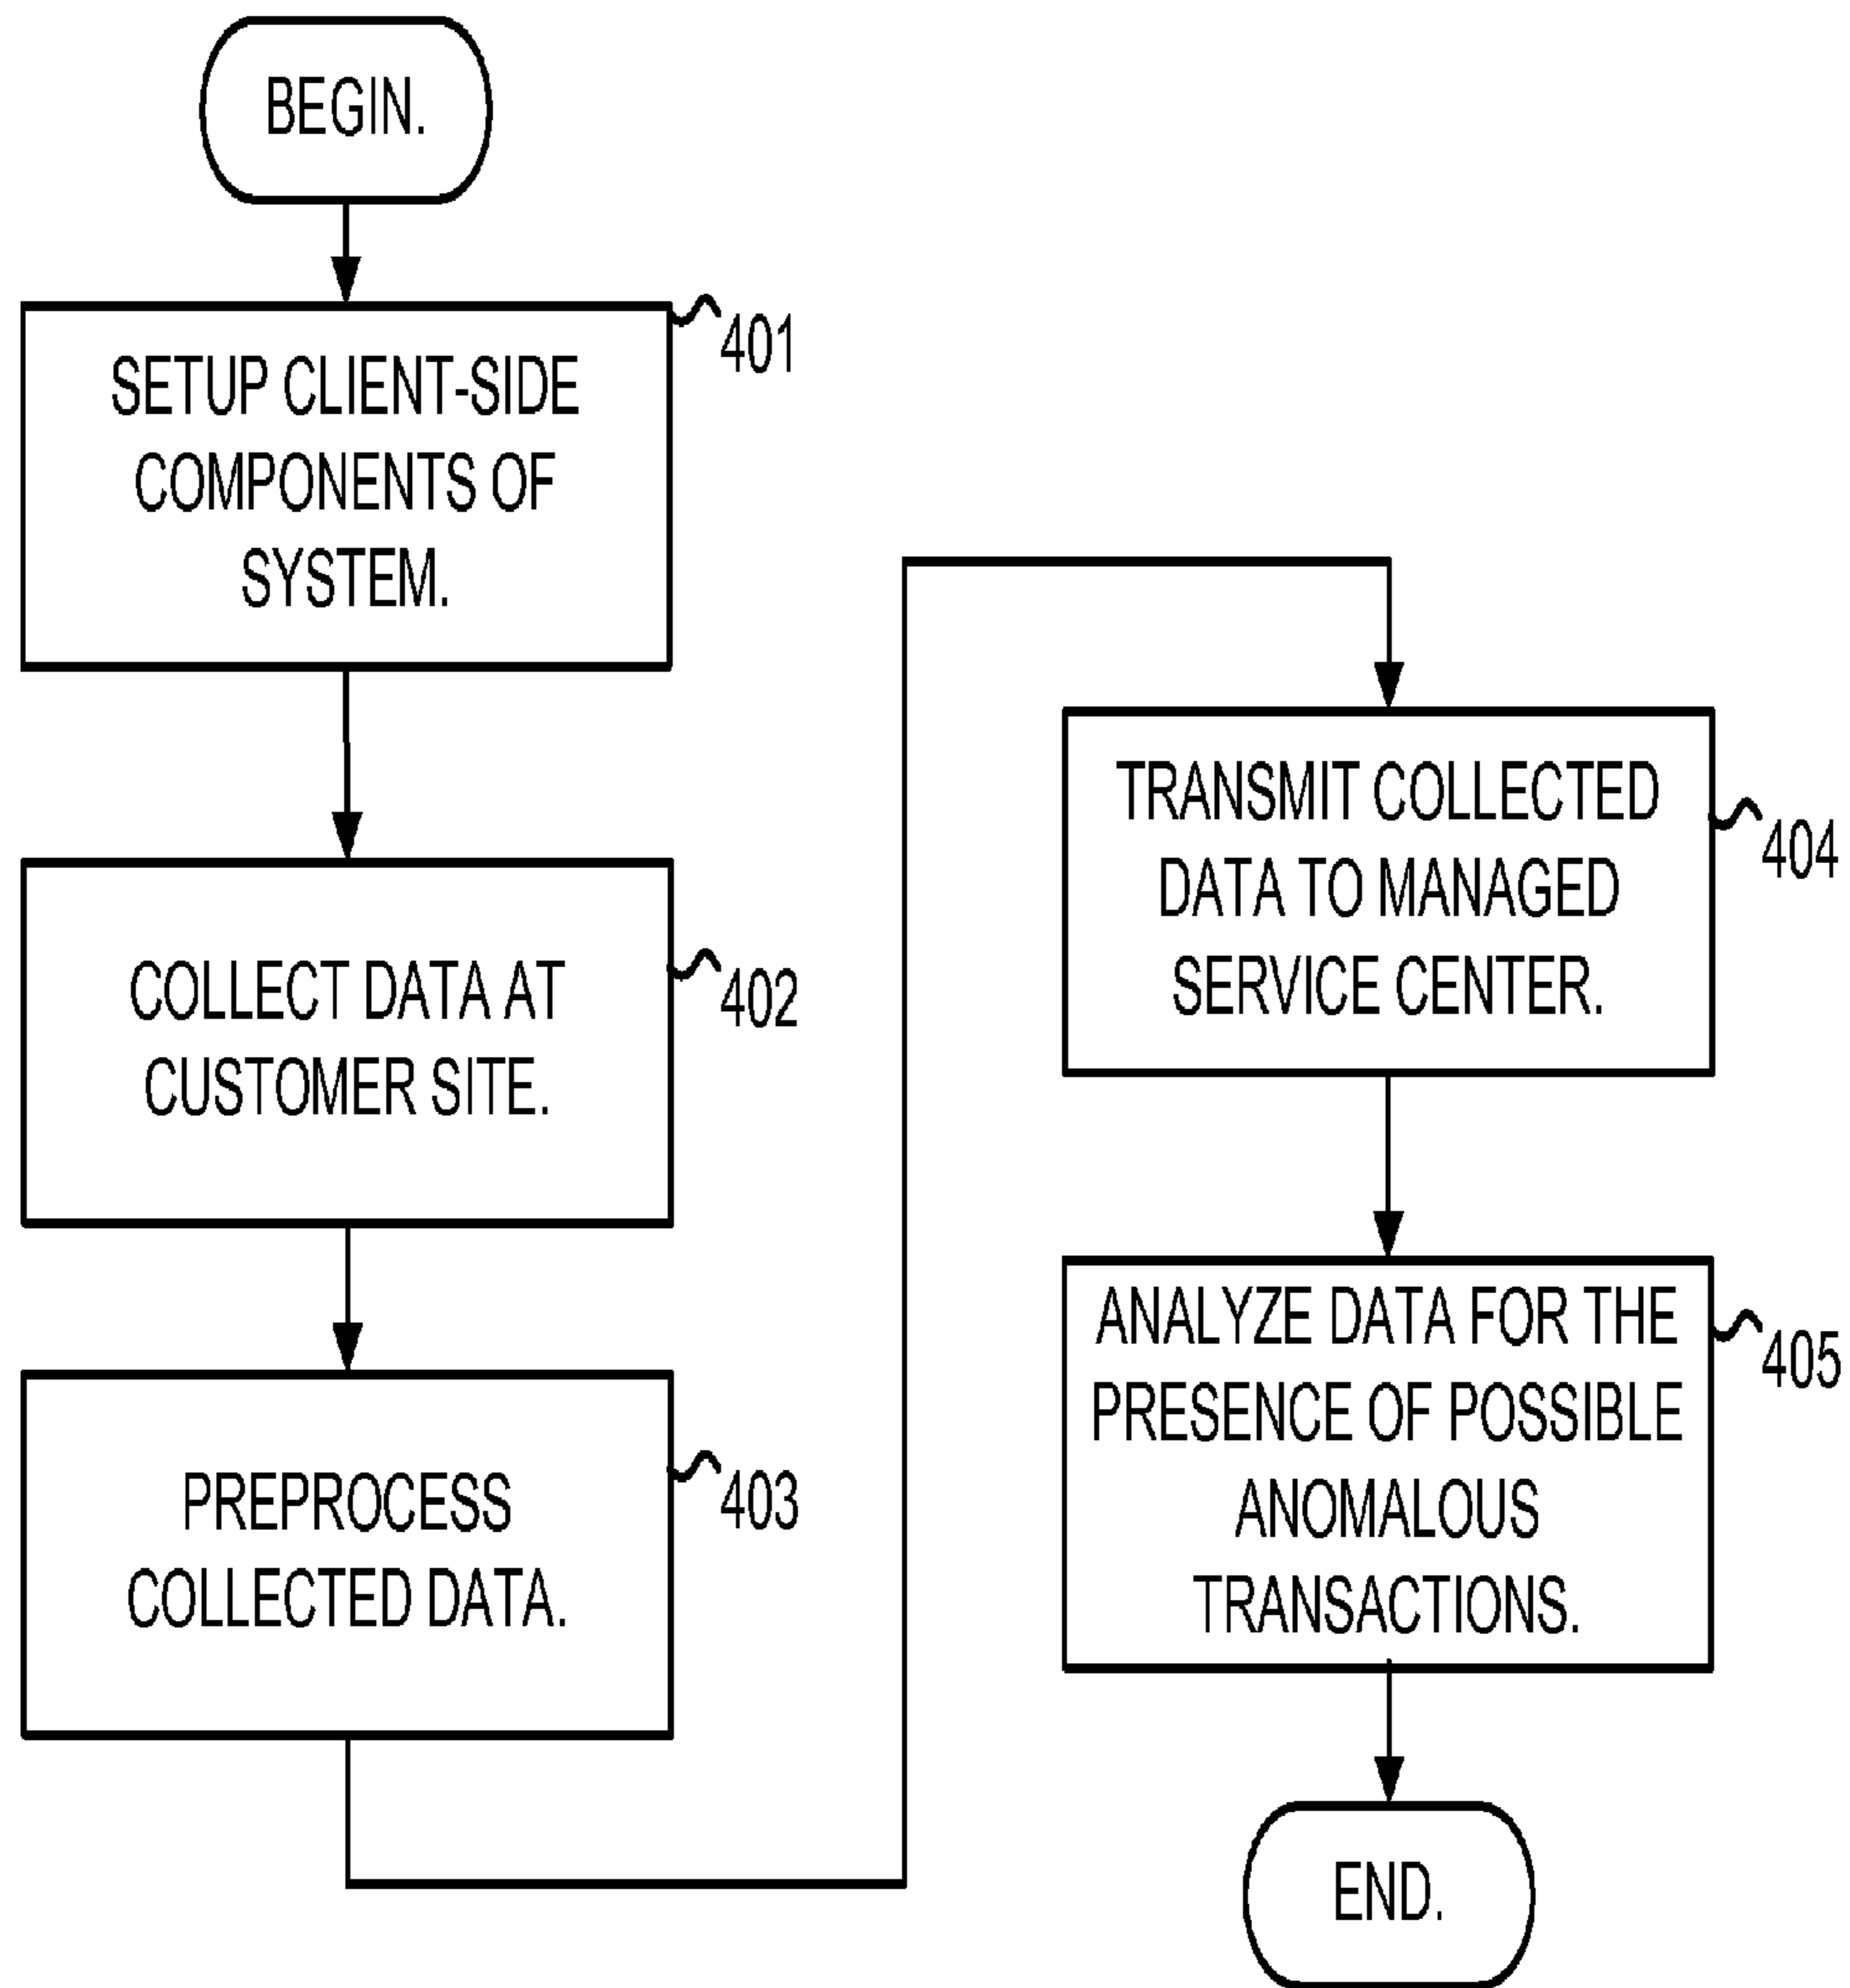 BEGIN.
SETUP CLIENT-SIDE
COMPONENTS OF
SYSTEM.
401
COLLECT DATA AT
CUSTOMER SITE.
402
PREPROCESS
COLLECTED DATA.
403
TRANSMIT COLLECTED
DATA TO MANAGED
SERVICE CENTER.
404
ANALYZE DATA FOR THE
PRESENCE OF POSSIBLE
ANOMALOUS
TRANSACTIONS.
405
END.